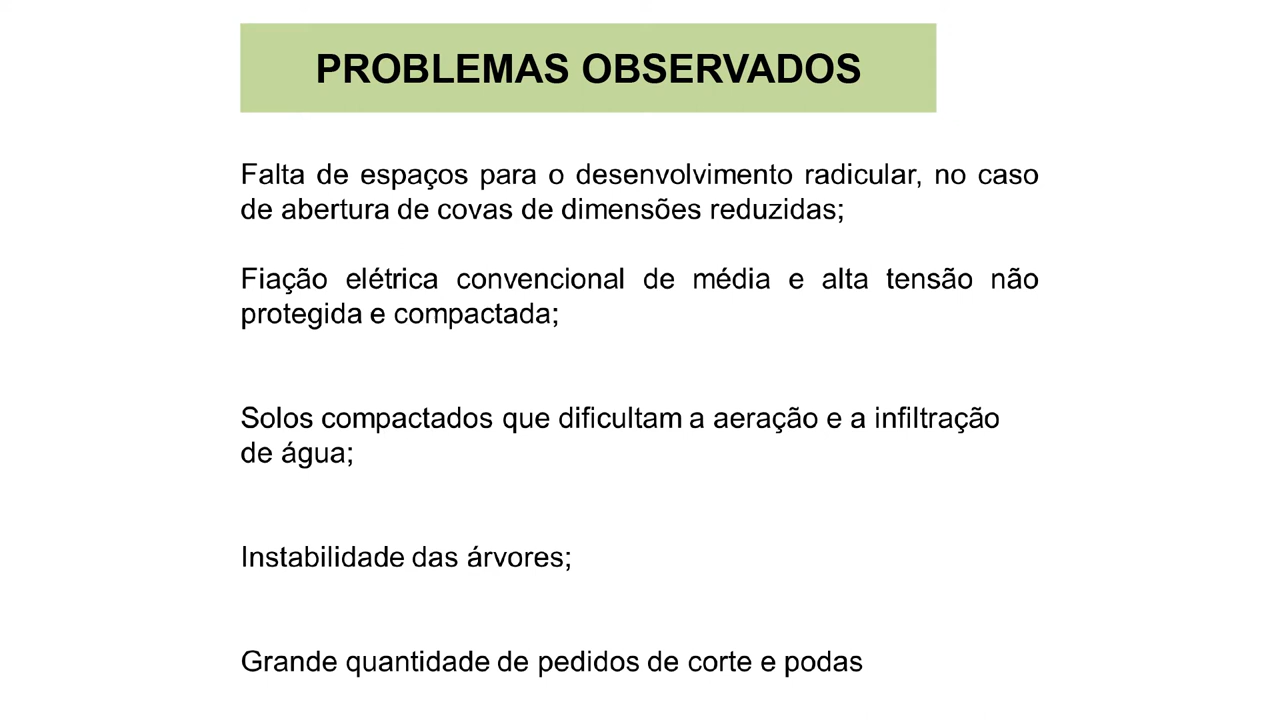 PROBLEMAS OBSERVADOS
Falta de espaços para o desenvolvimento radicular, no caso
de abertura de covas de dimensões reduzidas;
Fiação elétrica convencional de média e alta tensão não
protegida e compactada;
Solos compactados que dificultam a aeração e a infiltração
de água;
Instabilidade das árvores;
Grande quantidade de pedidos de corte e podas